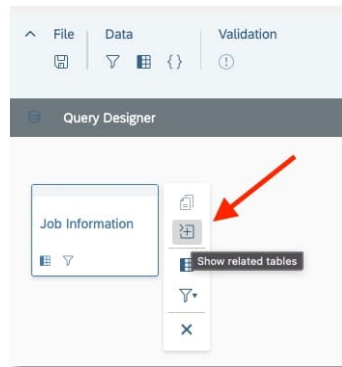 File Data Validation
Query Designer
Job Information
Show related tables